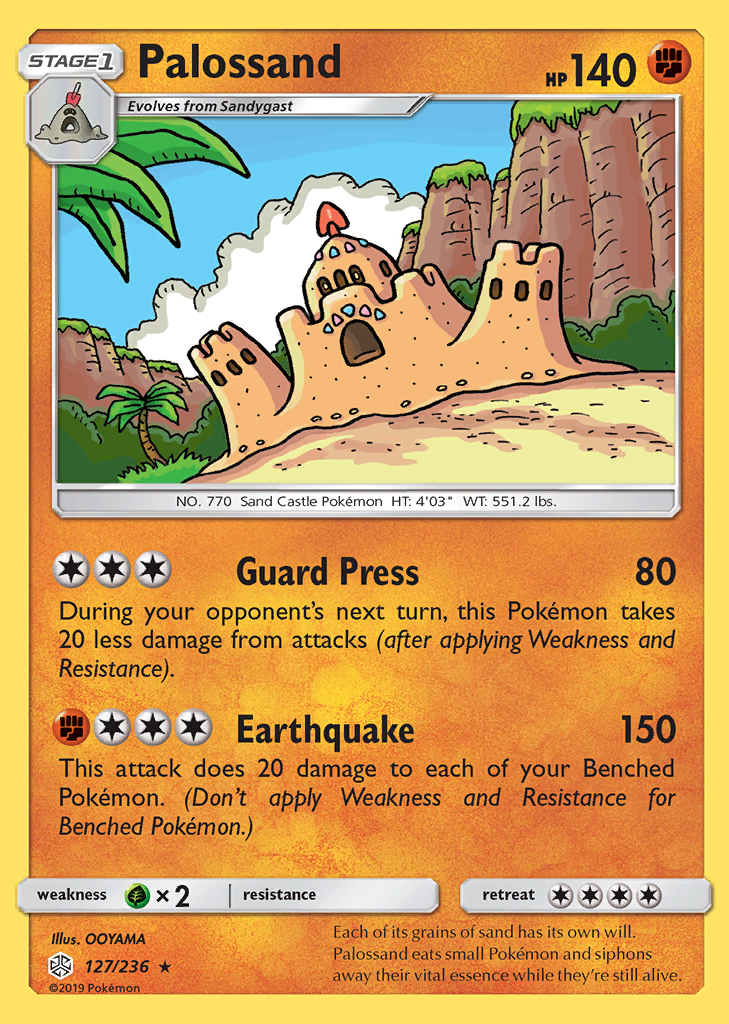 STAGE1
Palossand
HP140
Evolves from Sandygast
NO. 770 Sand Castle Pokémon HT: 4'03" WT: 551.2 lbs.
Guard Press 80
During your opponent's next turn, this Pokémon takes
20 less damage from attacks (after applying Weakness and
Resistance).
Earthquake 150
This attack does 20 damage to each of your Benched
Pokémon. (Don't apply Weakness and Resistance for
Benched Pokémon.)
weakness ×2 resistance retreat
Illus. OOYAMA
127/236
©2019 Pokémon
Each of its grains of sand has its own will.
Palossand eats small Pokémon and siphons
away their vital essence while they're still alive.